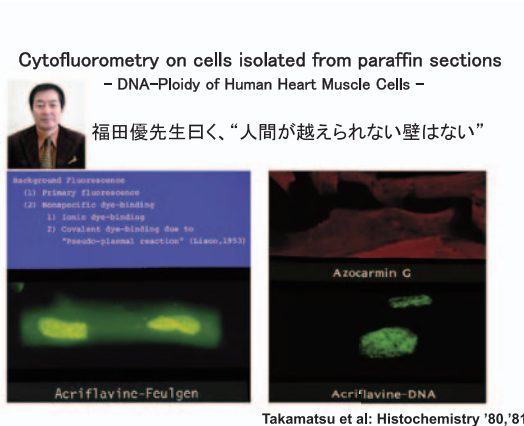 Cytofluorometry on cells isolated from paraffin sections
– DNA–Ploidy of Human Heart Muscle Cells –
福田優先生曰く、“人間が越えられない壁はない”
Background Fluorescence
(1) Primary fluorescence
(2) Nonspecific dye-binding
1) Ionic dye-binding
2) Covalent dye-binding due to
"Pseudo-plasmal reaction" (Lison,1953)
Azocarmin G
Acriflavine-Feulgen
Acriflavine-DNA
Takamatsu et al: Histochemistry ’80,’81